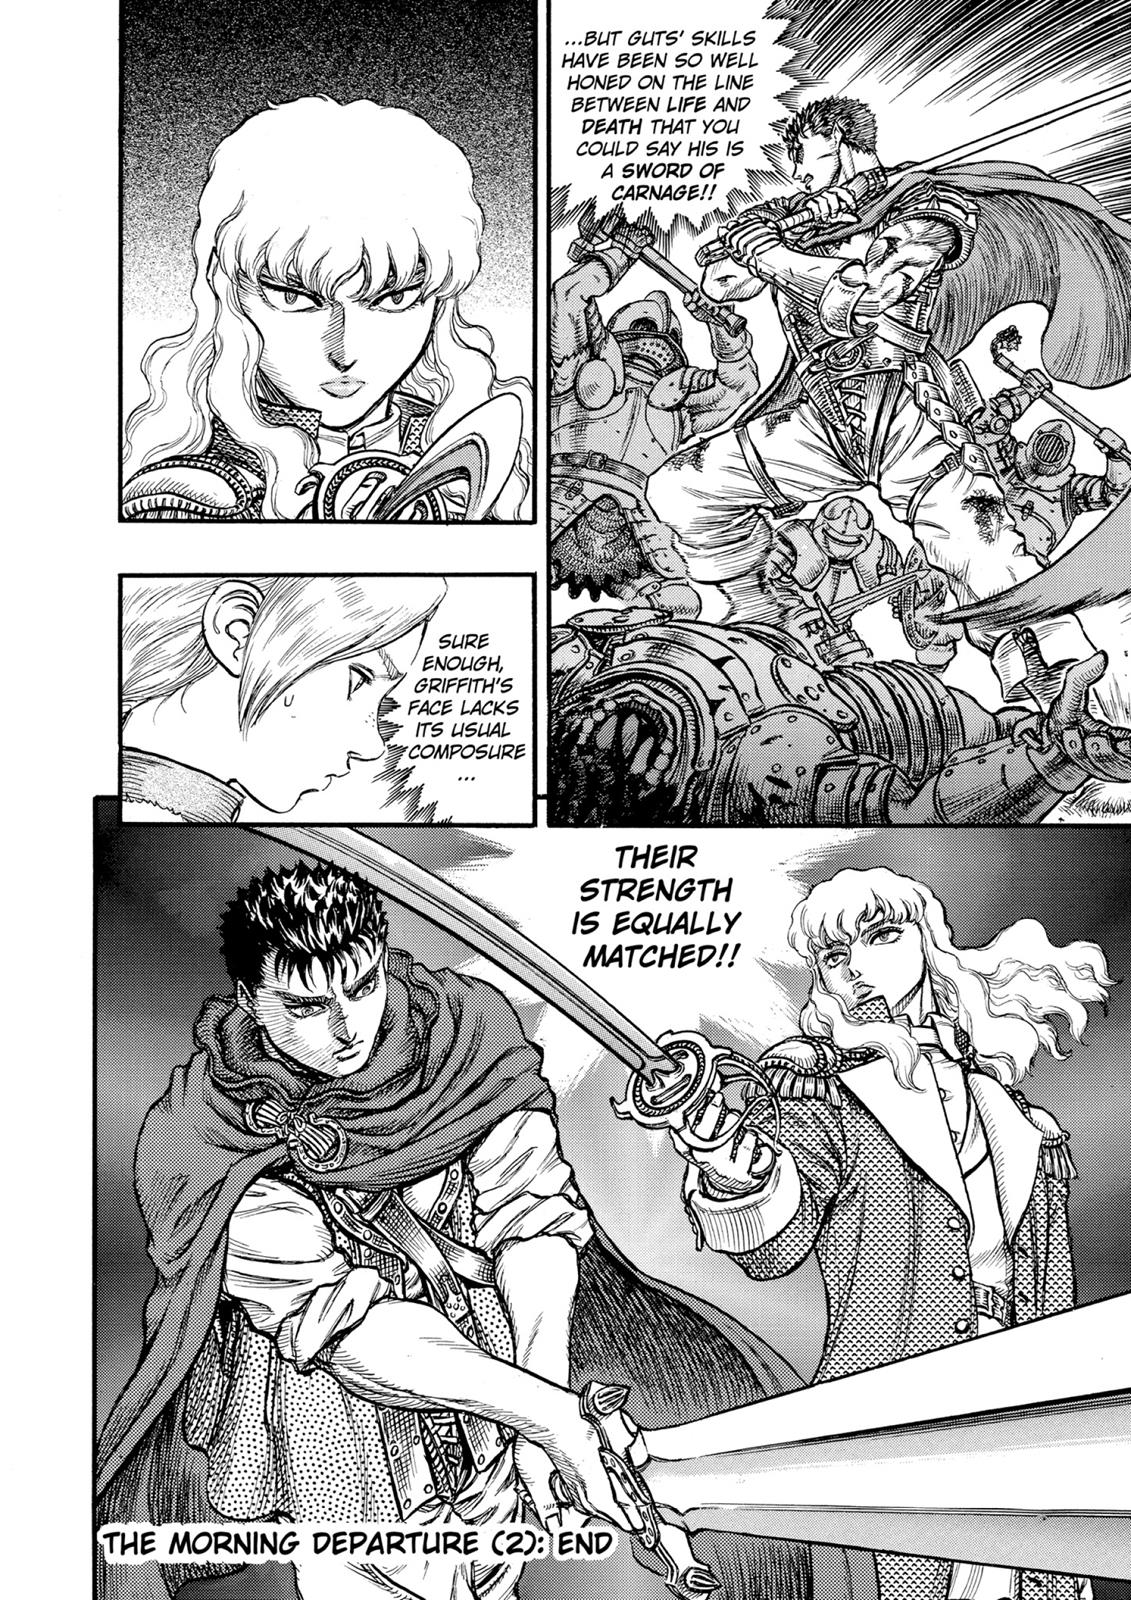 ...BUT GUTS' SKILLS
HAVE BEEN SO WELL
HONED ON THE LINE
BETWEEN LIFE AND
DEATH THAT YOU
COULD SAY HIS IS
A SWORD OF
CARNAGE!!
SURE
ENOUGH,
GRIFFITH'S
FACE LACKS
ITS USUAL
COMPOSURE
...
THEIR
STRENGTH
IS EQUALLY
MATCHED!!
THE MORNING DEPARTURE (2): END